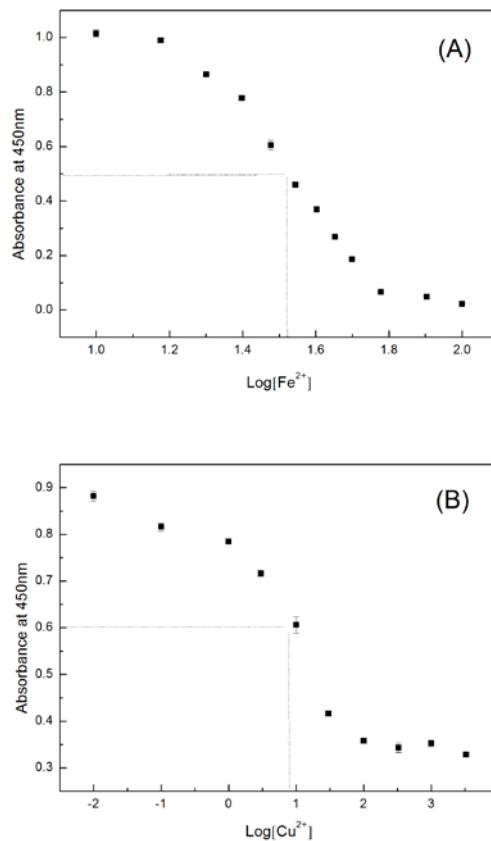 (A)
Absorbance at 450nm
1.0
0.8
0.6
0.4
0.2
0.0
1.0 1.2 1.4 1.6 1.8 2.0
Log[Fe²⁺]
(B)
Absorbance at 450nm
0.9
0.8
0.7
0.6
0.5
0.4
0.3
-2 -1 0 1 2 3
Log[Cu²⁺]